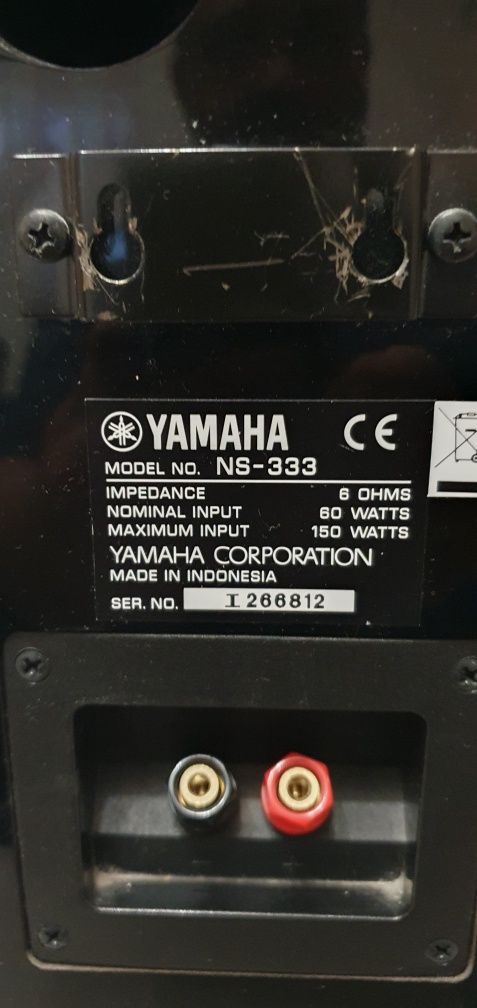 YAMAHA CE
MODEL NO. NS-333
IMPEDANCE 6 OHMS
NOMINAL INPUT 60 WATTS
MAXIMUM INPUT 150 WATTS
YAMAHA CORPORATION
MADE IN INDONESIA
SER. NO. I 266812